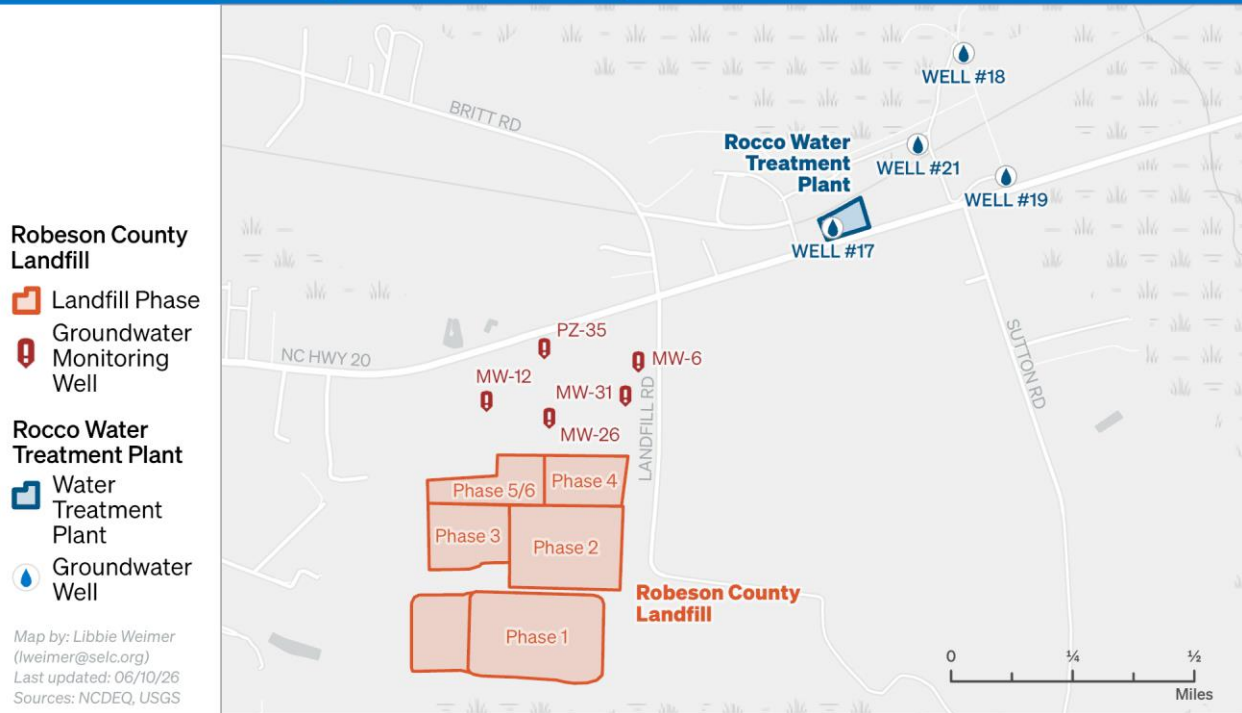 Robeson County
Landfill
Landfill Phase
Groundwater
Monitoring
Well
Rocco Water
Treatment Plant
Water
Treatment
Plant
Groundwater
Well
Map by: Libbie Weimer
(lweimer@selc.org)
Last updated: 06/10/26
Sources: NCDEQ, USGS
WELL #18
BRITT RD
Rocco Water
Treatment
Plant
WELL #21
WELL #19
WELL #17
NC HWY 20
PZ-35
MW-6
MW-12
MW-31
MW-26
LANDFILL RD
SUTTON RD
Phase 5/6
Phase 4
Phase 3
Phase 2
Robeson County
Landfill
Phase 1
0
¼
½
Miles